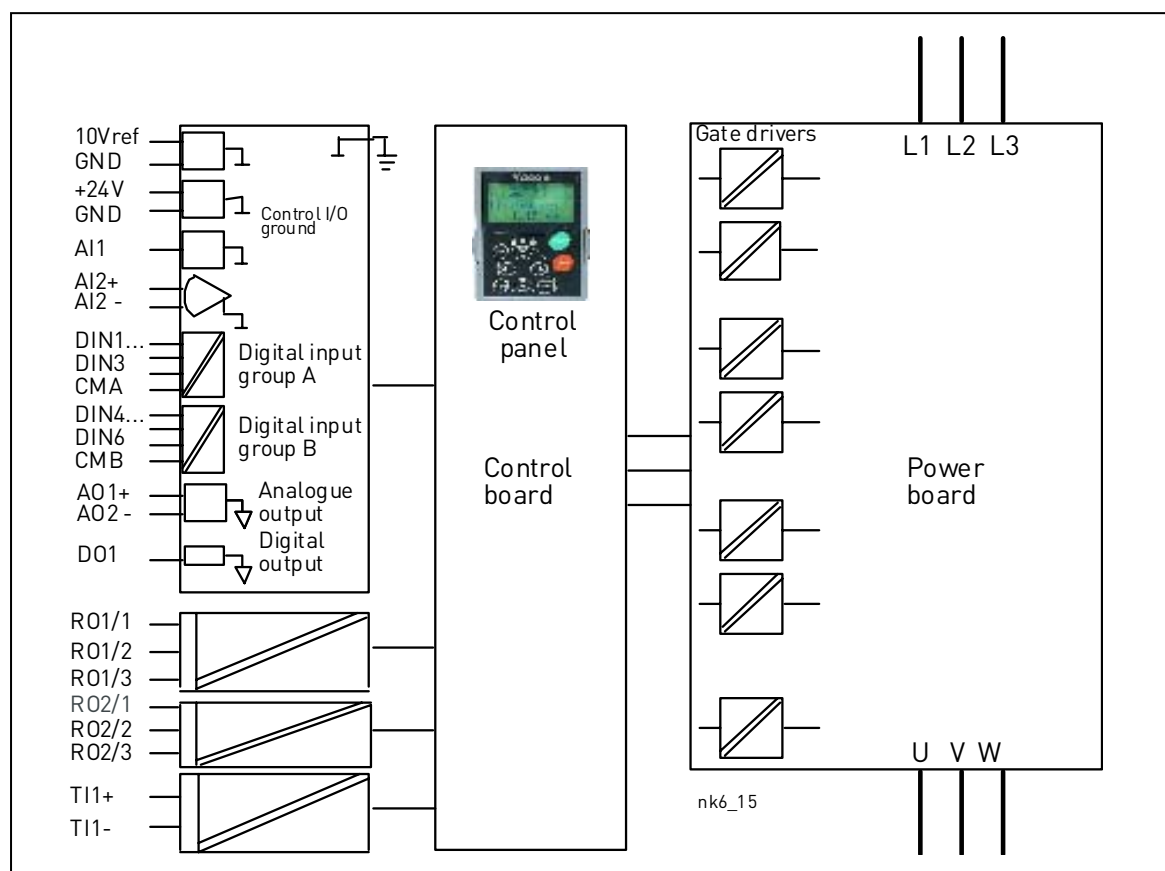 10Vref
GND
+24V
GND
AI1
AI2+
AI2 -
DIN1...
DIN3
CMA
DIN4...
DIN6
CMB
AO1+
AO2 -
DO1
RO1/1
RO1/2
RO1/3
RO2/1
RO2/2
RO2/3
TI1+
TI1-
Control I/O
ground
Digital input
group A
Digital input
group B
Analogue
output
Digital
output
Control
panel
Control
board
Gate drivers
L1 L2 L3
Power
board
U V W
nk6_15